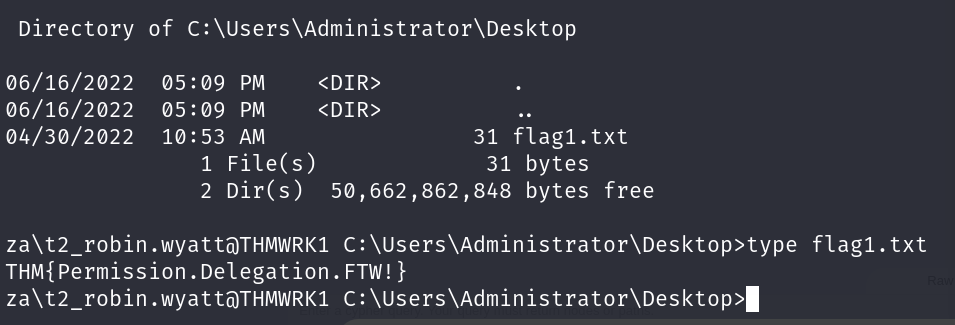 Directory of C:\Users\Administrator\Desktop
06/16/2022 05:09 PM <DIR> .
06/16/2022 05:09 PM <DIR> ..
04/30/2022 10:53 AM 31 flag1.txt
1 File(s) 31 bytes
2 Dir(s) 50,662,862,848 bytes free
za\t2_robin.wyatt@THMWRK1 C:\Users\Administrator\Desktop>type flag1.txt
THM{Permission.Delegation.FTW!}
za\t2_robin.wyatt@THMWRK1 C:\Users\Administrator\Desktop>
Raw